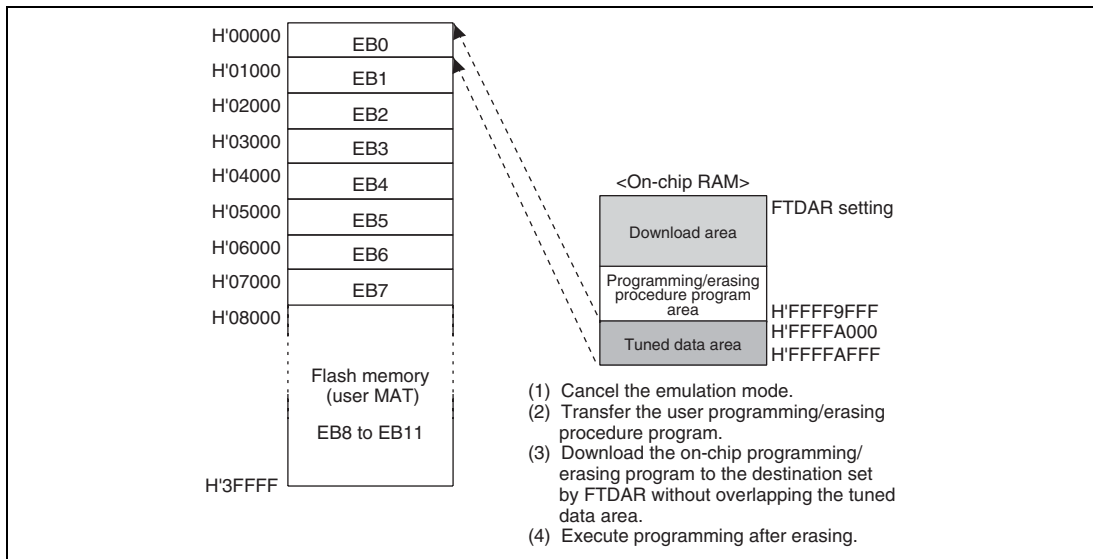 H'00000
EB0
H'01000
EB1
H'02000
EB2
H'03000
EB3
H'04000
EB4
H'05000
EB5
H'06000
EB6
H'07000
EB7
H'08000
Flash memory
(user MAT)
EB8 to EB11
H'3FFFF
<On-chip RAM>
FTDAR setting
Download area
Programming/erasing
procedure program
area
H'FFFF9FFF
H'FFFFA000
Tuned data area
H'FFFFAFFF
(1) Cancel the emulation mode.
(2) Transfer the user programming/erasing
procedure program.
(3) Download the on-chip programming/
erasing program to the destination set
by FTDAR without overlapping the tuned
data area.
(4) Execute programming after erasing.